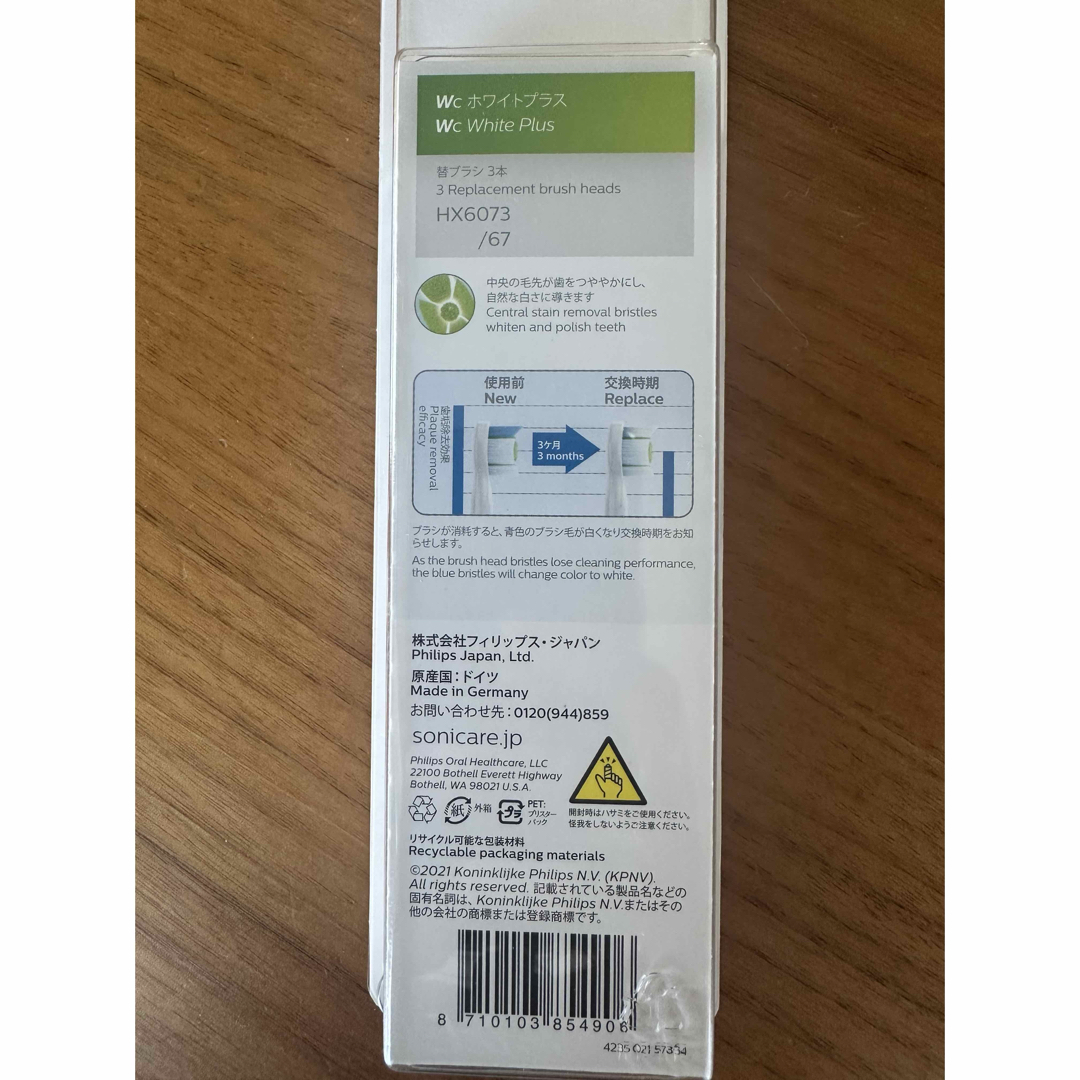 Wc ホワイトプラス
Wc White Plus
替ブラシ 3本
3 Replacement brush heads
HX6073
/67
中央の毛先が歯をつややかにし、
自然な白さに導きます
Central stain removal bristles
whiten and polish teeth
使用前
New
交換時期
Replace
歯垢除去効果
Plaque removal
efficacy
3ケ月
3 months
ブラシが消耗すると、青色のブラシ毛が白くなり交換時期をお知
らせします。
As the brush head bristles lose cleaning performance,
the blue bristles will change color to white.
株式会社フィリップス・ジャパン
Philips Japan, Ltd.
原産国：ドイツ
Made in Germany
お問い合わせ先：0120(944)859
sonicare.jp
Philips Oral Healthcare, LLC
22100 Bothell Everett Highway
Bothell, WA 98021 U.S.A.
紙 外箱
プラ
PET:
ブリスター
パック
開封時はハサミをご使用ください。
怪我をしないようご注意ください。
リサイクル可能な包装材料
Recyclable packaging materials
©2021 Koninklijke Philips N.V. (KPNV).
All rights reserved. 記載されている製品名などの
固有名詞は、Koninklijke Philips N.V.またはその
他の会社の商標または登録商標です。
8 710103 854906
4235 021 57354